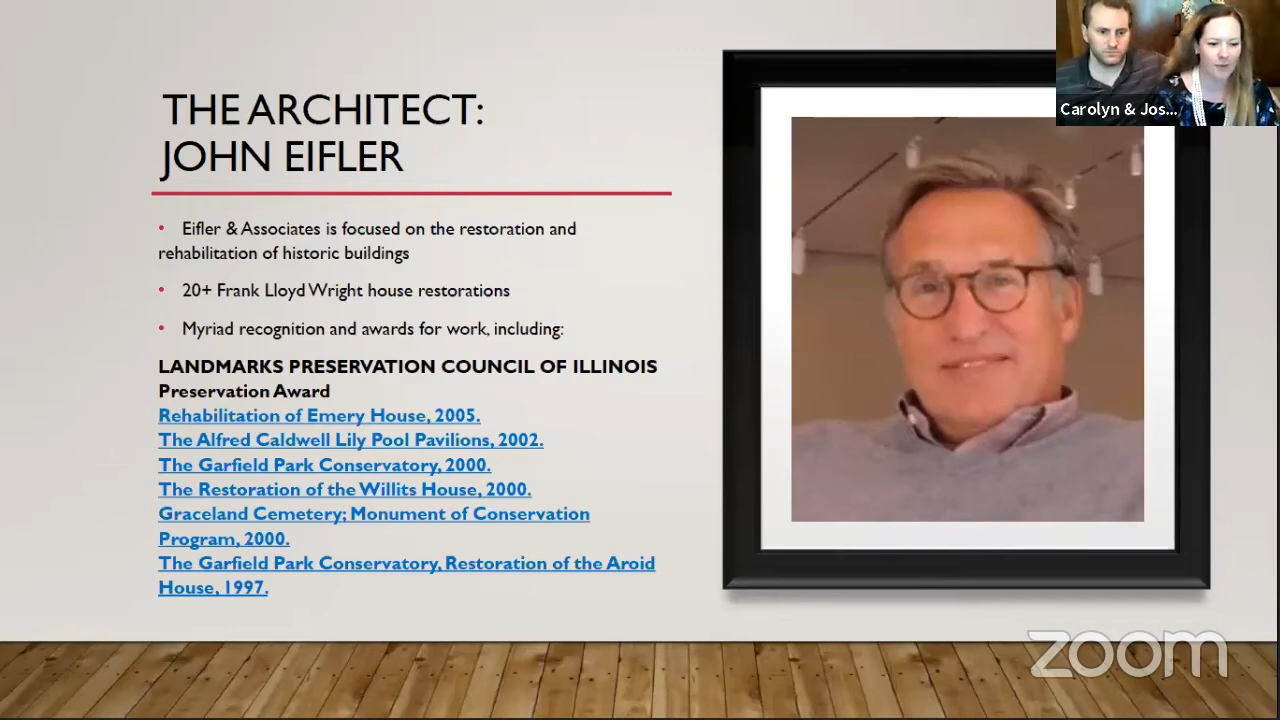 THE ARCHITECT:
JOHN EIFLER
• Eifler & Associates is focused on the restoration and
rehabilitation of historic buildings
• 20+ Frank Lloyd Wright house restorations
• Myriad recognition and awards for work, including:
LANDMARKS PRESERVATION COUNCIL OF ILLINOIS
Preservation Award
Rehabilitation of Emery House, 2005.
The Alfred Caldwell Lily Pool Pavilions, 2002.
The Garfield Park Conservatory, 2000.
The Restoration of the Willits House, 2000.
Graceland Cemetery; Monument of Conservation
Program, 2000.
The Garfield Park Conservatory, Restoration of the Aroid
House, 1997.
Carolyn & Jos...
zoom